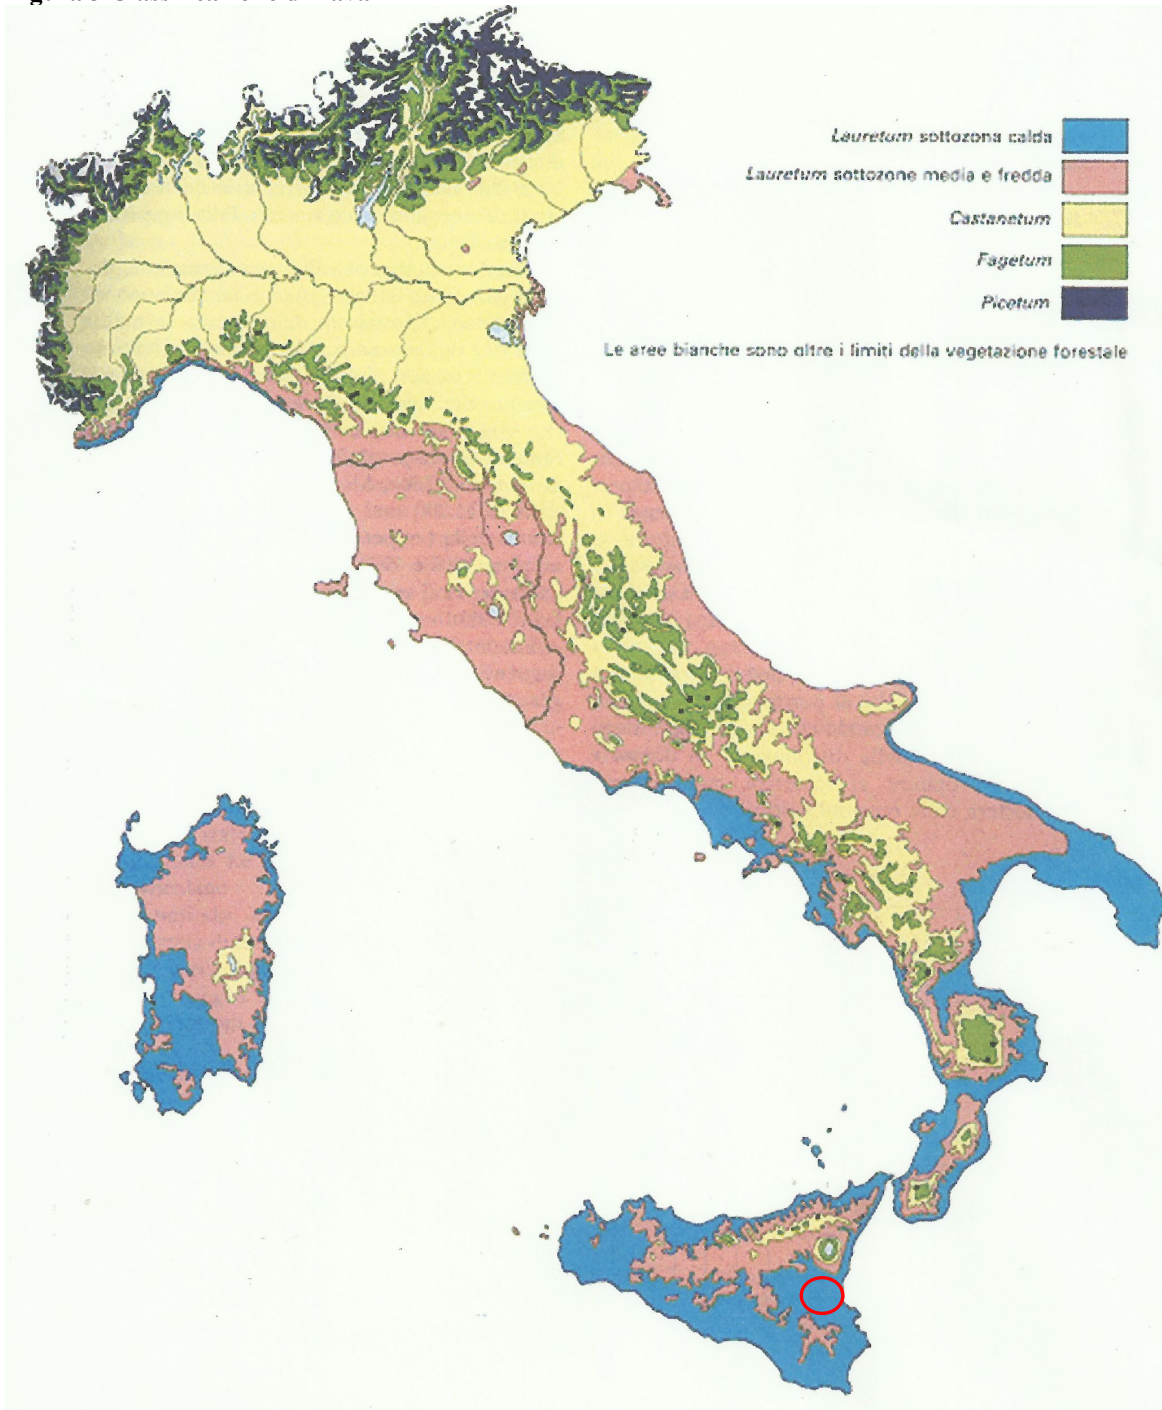 Lauretum sottozona calda
Lauretum sottozone media e fredda
Castanetum
Fagetum
Picetum
Le aree bianche sono oltre i limiti della vegetazione forestale